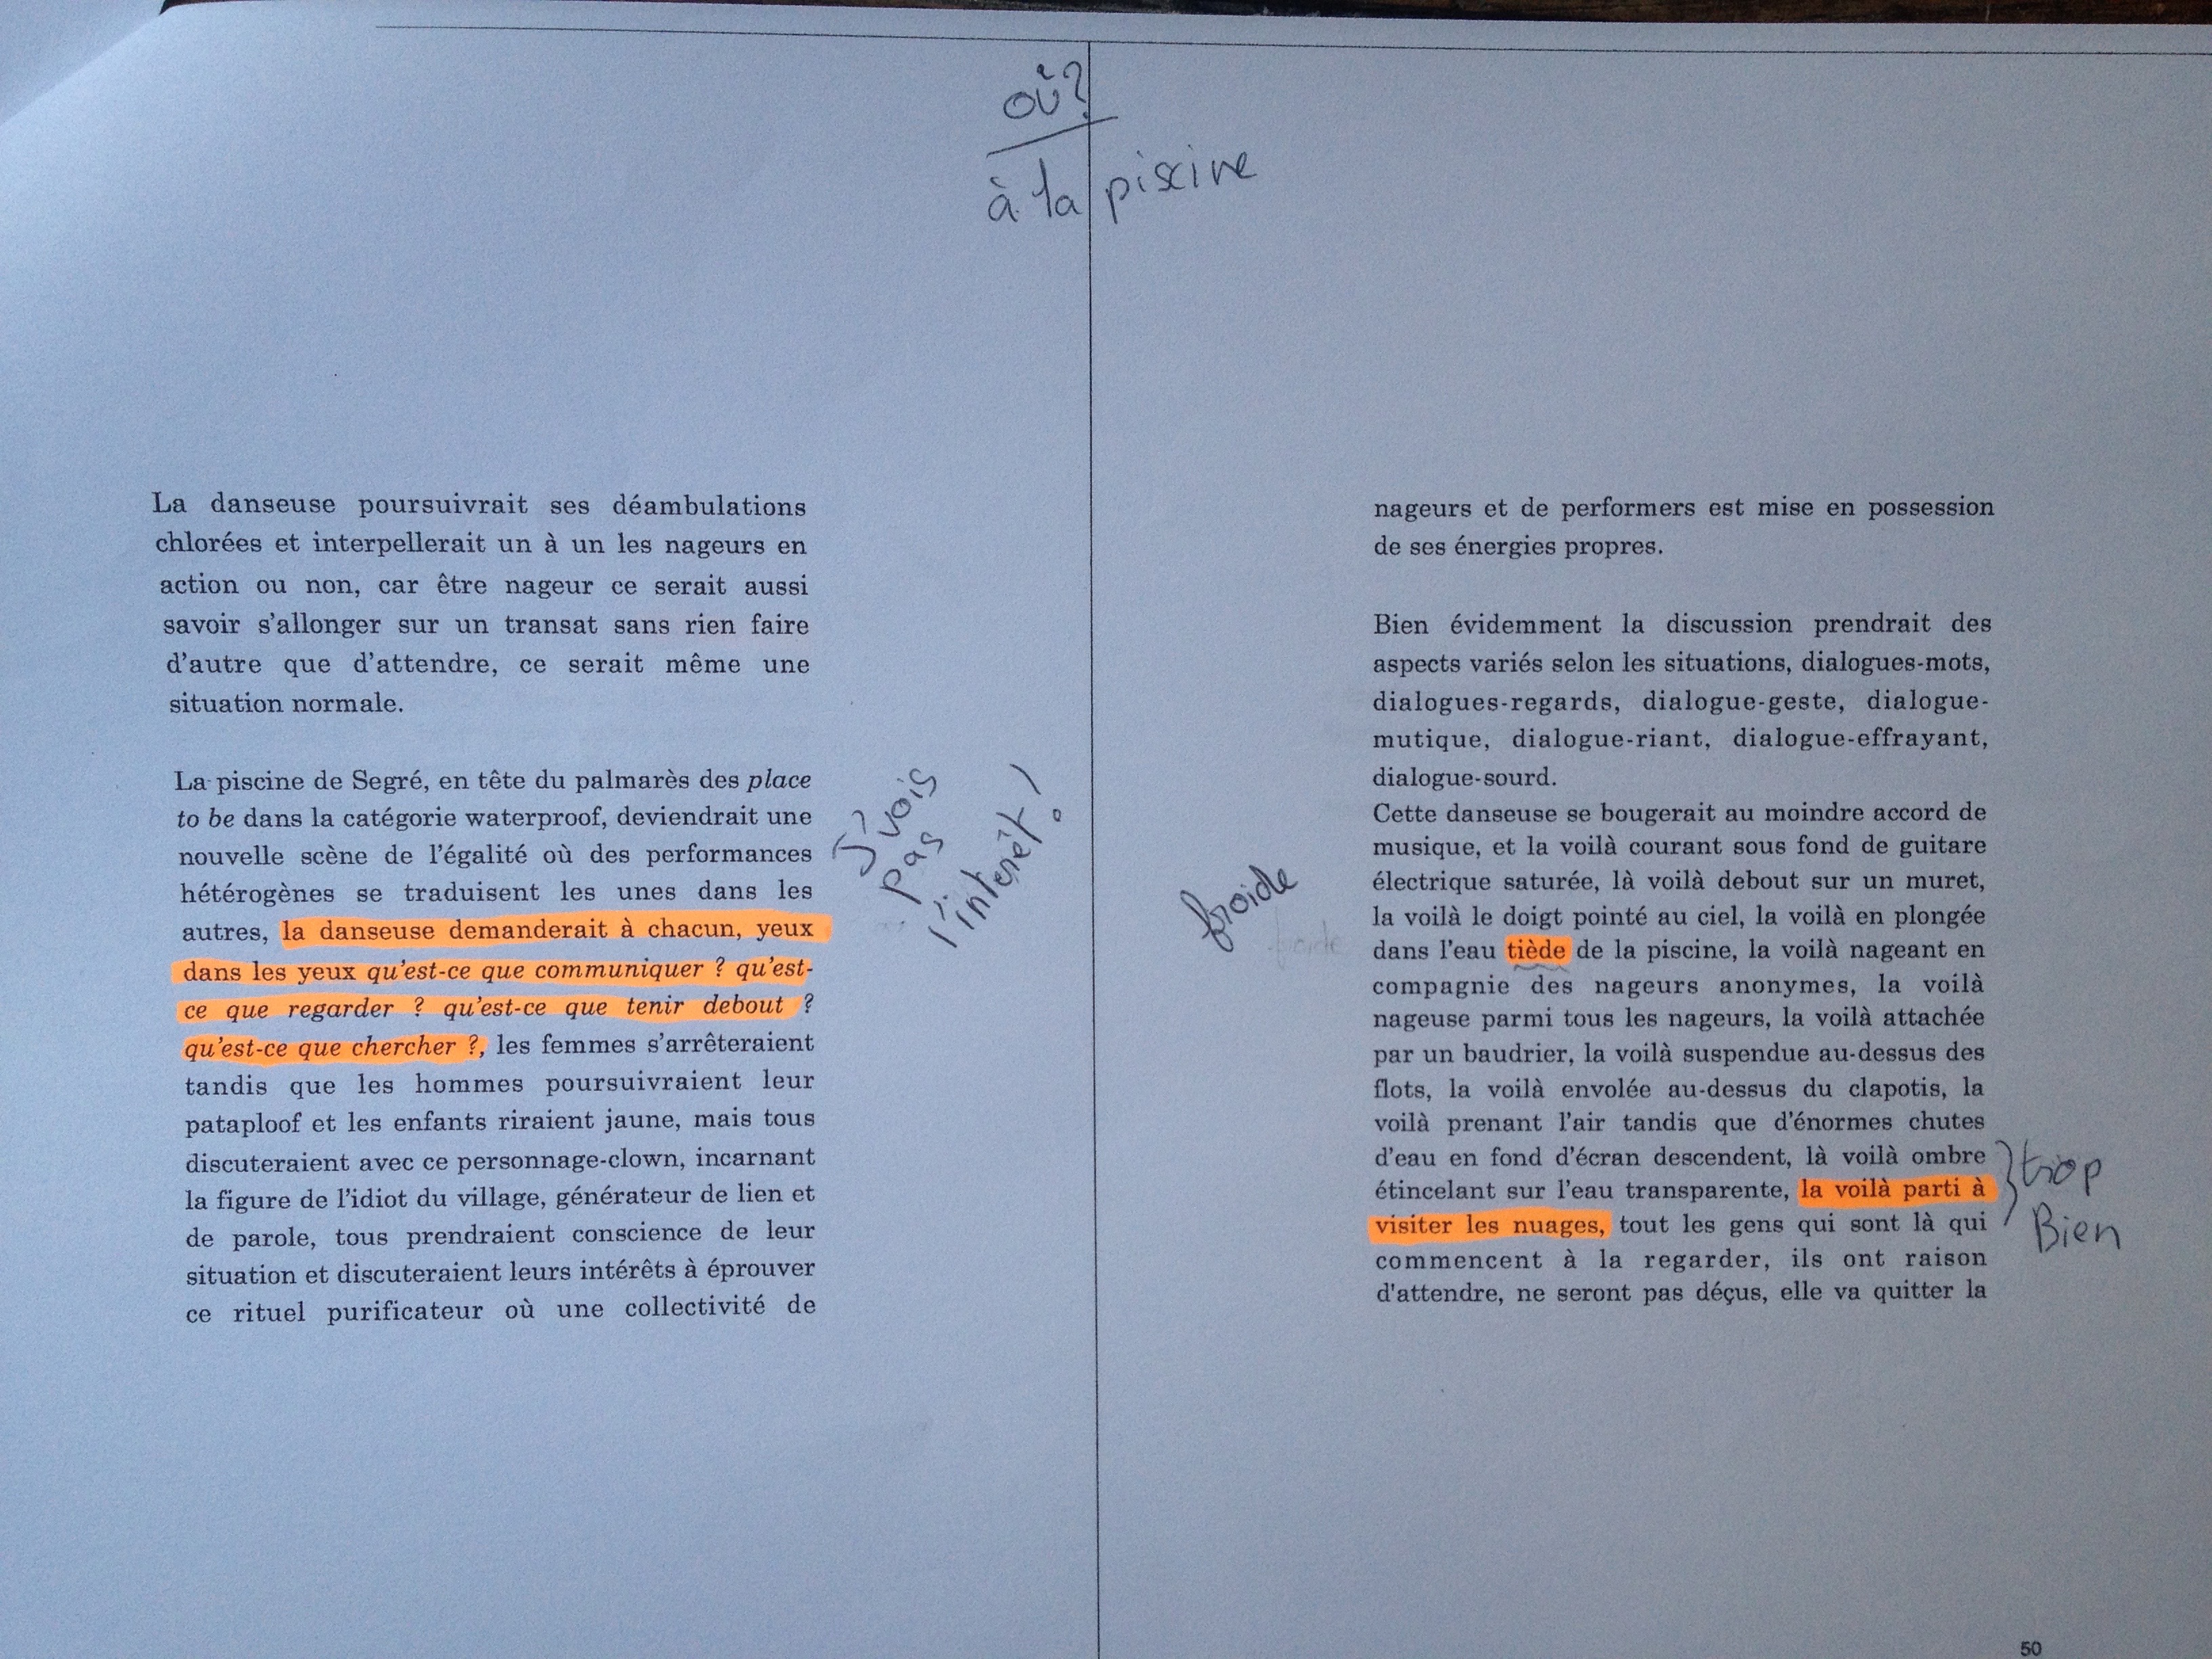 où?
à la piscine
La danseuse poursuivrait ses déambulations
chlorées et interpellerait un à un les nageurs en
action ou non, car être nageur ce serait aussi
savoir s'allonger sur un transat sans rien faire
d'autre que d'attendre, ce serait même une
situation normale.
La piscine de Segré, en tête du palmarès des place
to be dans la catégorie waterproof, deviendrait une
nouvelle scène de l'égalité où des performances
hétérogènes se traduisent les unes dans les
autres, la danseuse demanderait à chacun, yeux
dans les yeux qu'est-ce que communiquer ? qu'est-
ce que regarder ? qu'est-ce que tenir debout ?
qu'est-ce que chercher ?, les femmes s'arrêteraient
tandis que les hommes poursuivraient leur
pataploof et les enfants riraient jaune, mais tous
discuteraient avec ce personnage-clown, incarnant
la figure de l'idiot du village, générateur de lien et
de parole, tous prendraient conscience de leur
situation et discuteraient leurs intérêts à éprouver
ce rituel purificateur où une collectivité de
J' vois
pas
l'interêt !
nageurs et de performers est mise en possession
de ses énergies propres.
Bien évidemment la discussion prendrait des
aspects variés selon les situations, dialogues-mots,
dialogues-regards, dialogue-geste, dialogue-
mutique, dialogue-riant, dialogue-effrayant,
dialogue-sourd.
Cette danseuse se bougerait au moindre accord de
musique, et la voilà courant sous fond de guitare
électrique saturée, là voilà debout sur un muret,
la voilà le doigt pointé au ciel, la voilà en plongée
dans l'eau tiède de la piscine, la voilà nageant en
compagnie des nageurs anonymes, la voilà
nageuse parmi tous les nageurs, la voilà attachée
par un baudrier, la voilà suspendue au-dessus des
flots, la voilà envolée au-dessus du clapotis, la
voilà prenant l'air tandis que d'énormes chutes
d'eau en fond d'écran descendent, là voilà ombre
étincelant sur l'eau transparente, la voilà parti à
visiter les nuages, tout les gens qui sont là qui
commencent à la regarder, ils ont raison
d'attendre, ne seront pas déçus, elle va quitter la
froide
froide
trop
Bien
50